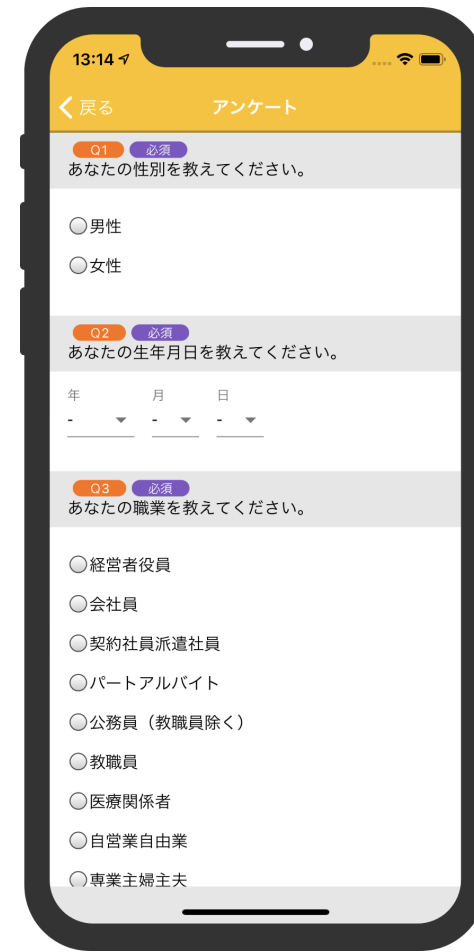 13:14
戻る
アンケート
Q1 必須
あなたの性別を教えてください。
男性
女性
Q2 必須
あなたの生年月日を教えてください。
年 月 日
- - -
Q3 必須
あなたの職業を教えてください。
経営者役員
会社員
契約社員派遣社員
パートアルバイト
公務員（教職員除く）
教職員
医療関係者
自営業自由業
専業主婦主夫